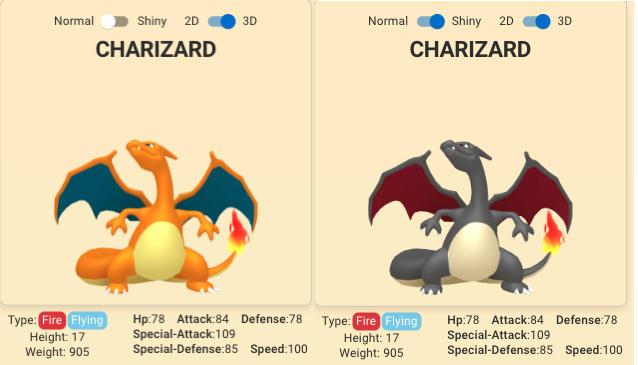 Normal Shiny 2D 3D
CHARIZARD
Type: Fire Flying
Height: 17
Weight: 905
Hp:78 Attack:84 Defense:78
Special-Attack:109
Special-Defense:85 Speed:100
Normal Shiny 2D 3D
CHARIZARD
Type: Fire Flying
Height: 17
Weight: 905
Hp:78 Attack:84 Defense:78
Special-Attack:109
Special-Defense:85 Speed:100